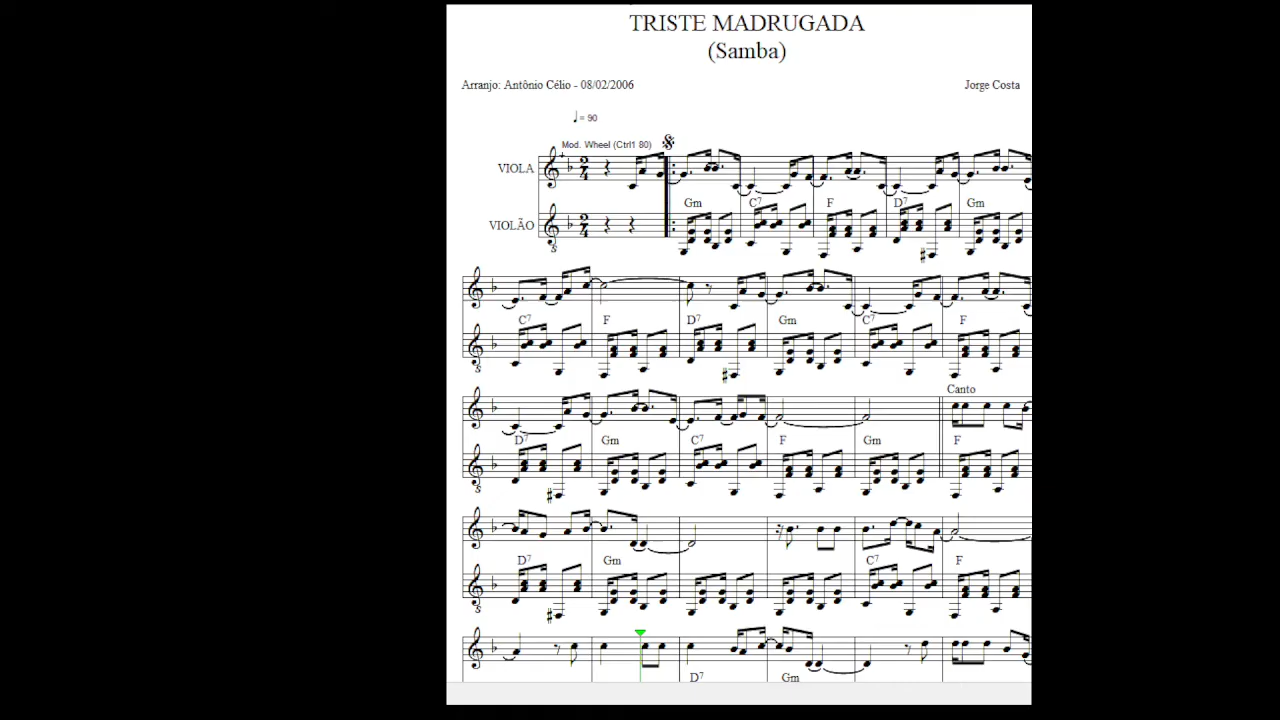 TRISTE MADRUGADA
(Samba)
Arranjo: Antônio Célio - 08/02/2006
Jorge Costa
♩ = 90
Mod. Wheel (Ctrl1 80)
VIOLA
Gm C7 F D7 Gm
VIOLÃO
C7 F D7 Gm C7 F
Canto
D7 Gm C7 F Gm F
D7 Gm C7 F
D7 Gm